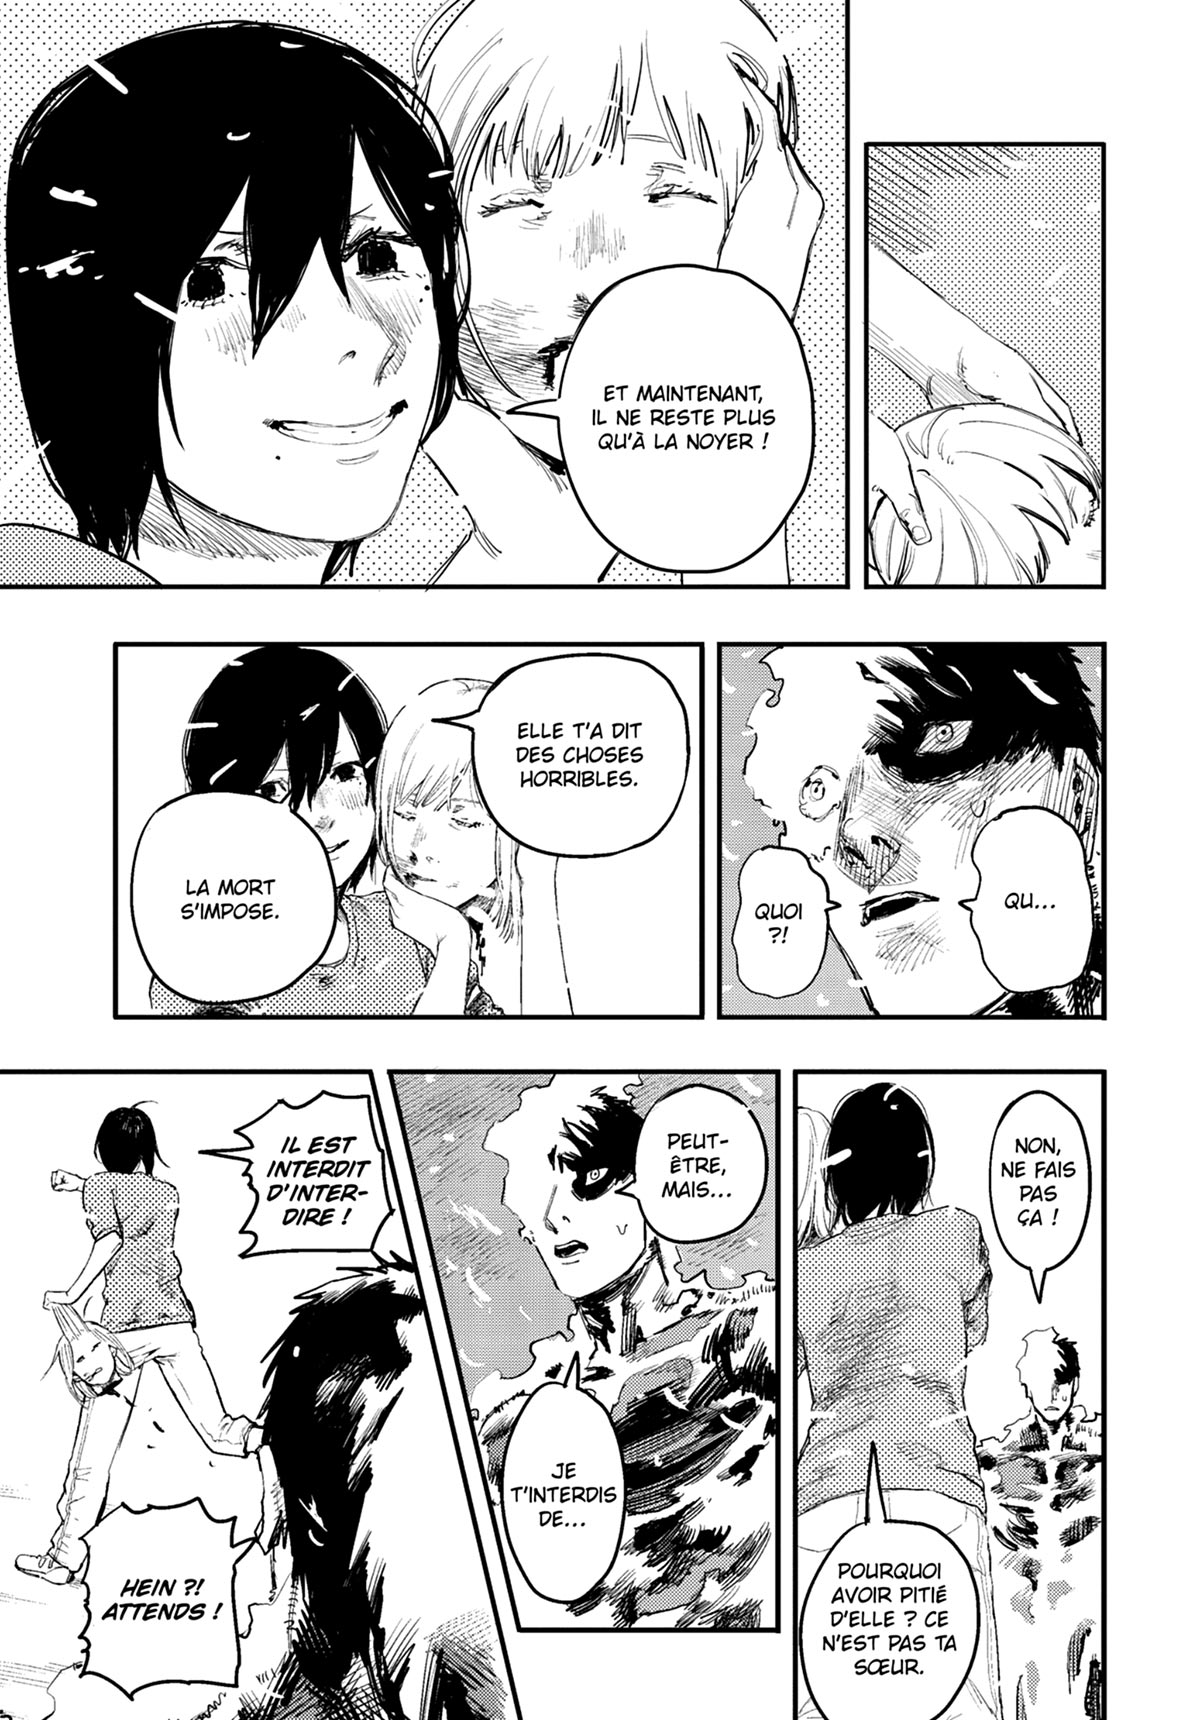 ET MAINTENANT,
IL NE RESTE PLUS
QU'À LA NOYER !
QU...
QUOI
?!
ELLE T'A DIT
DES CHOSES
HORRIBLES.
LA MORT
S'IMPOSE.
NON,
NE FAIS
PAS
ÇA !
POURQUOI
AVOIR PITIÉ
D'ELLE ? CE
N'EST PAS TA
SŒUR.
PEUT-
ÊTRE,
MAIS...
JE
T'INTERDIS
DE...
IL EST
INTERDIT
D'INTER-
DIRE !
HEIN ?!
ATTENDS !